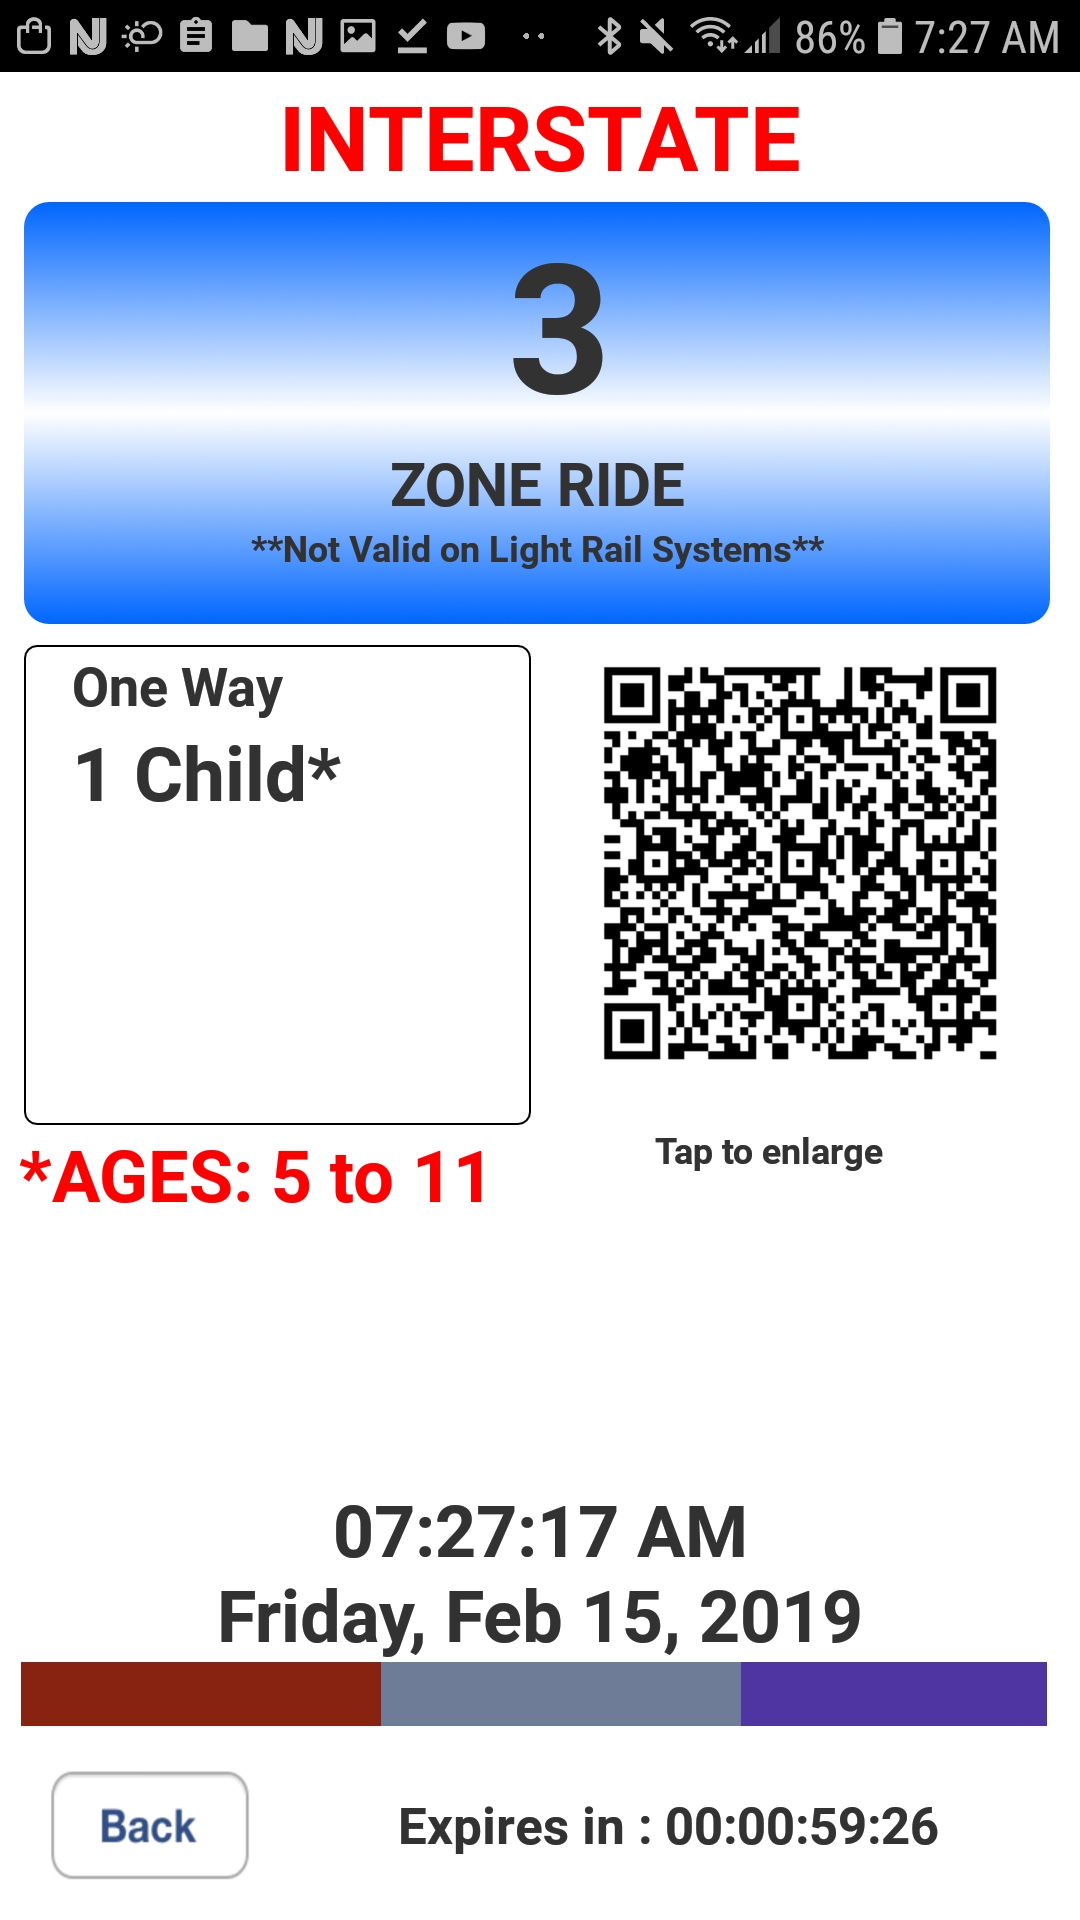 86% 7:27 AM
INTERSTATE
3
ZONE RIDE
**Not Valid on Light Rail Systems**
One Way
1 Child*
*AGES: 5 to 11
Tap to enlarge
07:27:17 AM
Friday, Feb 15, 2019
Back
Expires in : 00:00:59:26